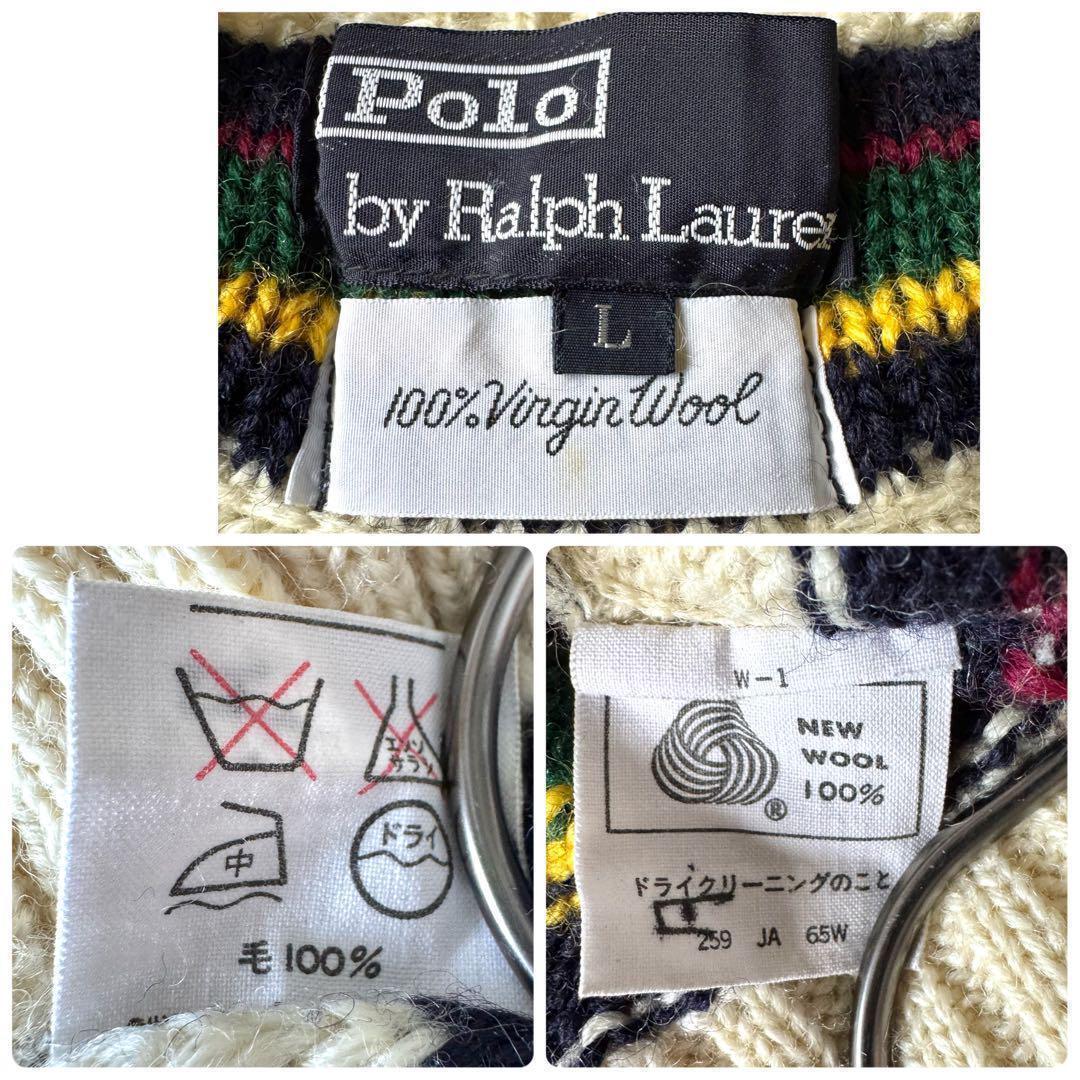 Polo
by Ralph Lauren
L
100% Virgin Wool
エンソ
サラシ
中
ドライ
毛 100%
W-1
NEW
WOOL
100%
®
ドライクリーニングのこと
259 JA 65W